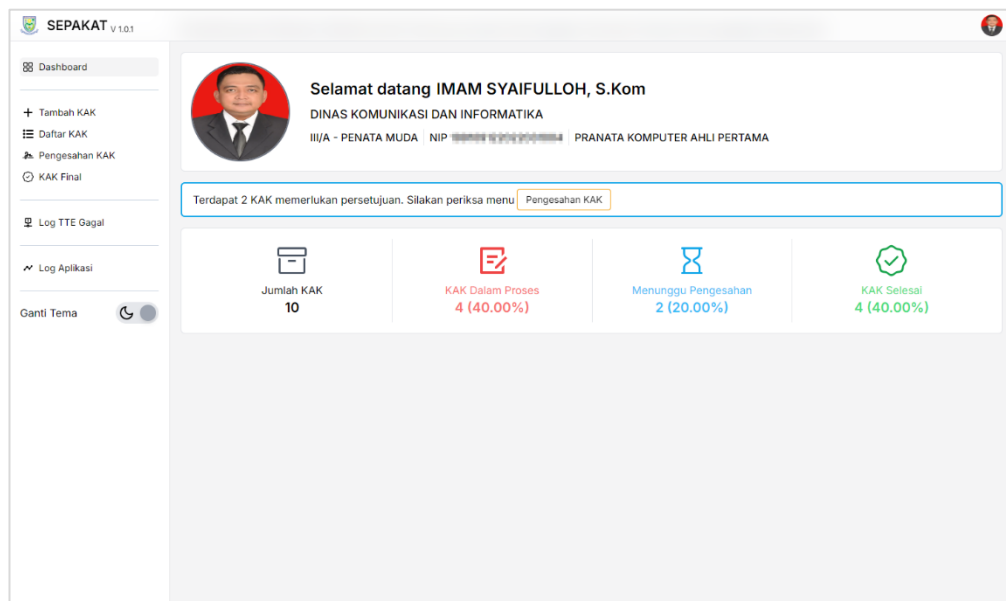 SEPAKAT V 1.0.1
Dashboard
Tambah KAK
Daftar KAK
Pengesahan KAK
KAK Final
Log TTE Gagal
Log Aplikasi
Ganti Tema
Selamat datang IMAM SYAIFULLOH, S.Kom
DINAS KOMUNIKASI DAN INFORMATIKA
III/A - PENATA MUDA NIP PRANATA KOMPUTER AHLI PERTAMA
Terdapat 2 KAK memerlukan persetujuan. Silakan periksa menu Pengesahan KAK
Jumlah KAK
10
KAK Dalam Proses
4 (40.00%)
Menunggu Pengesahan
2 (20.00%)
KAK Selesai
4 (40.00%)